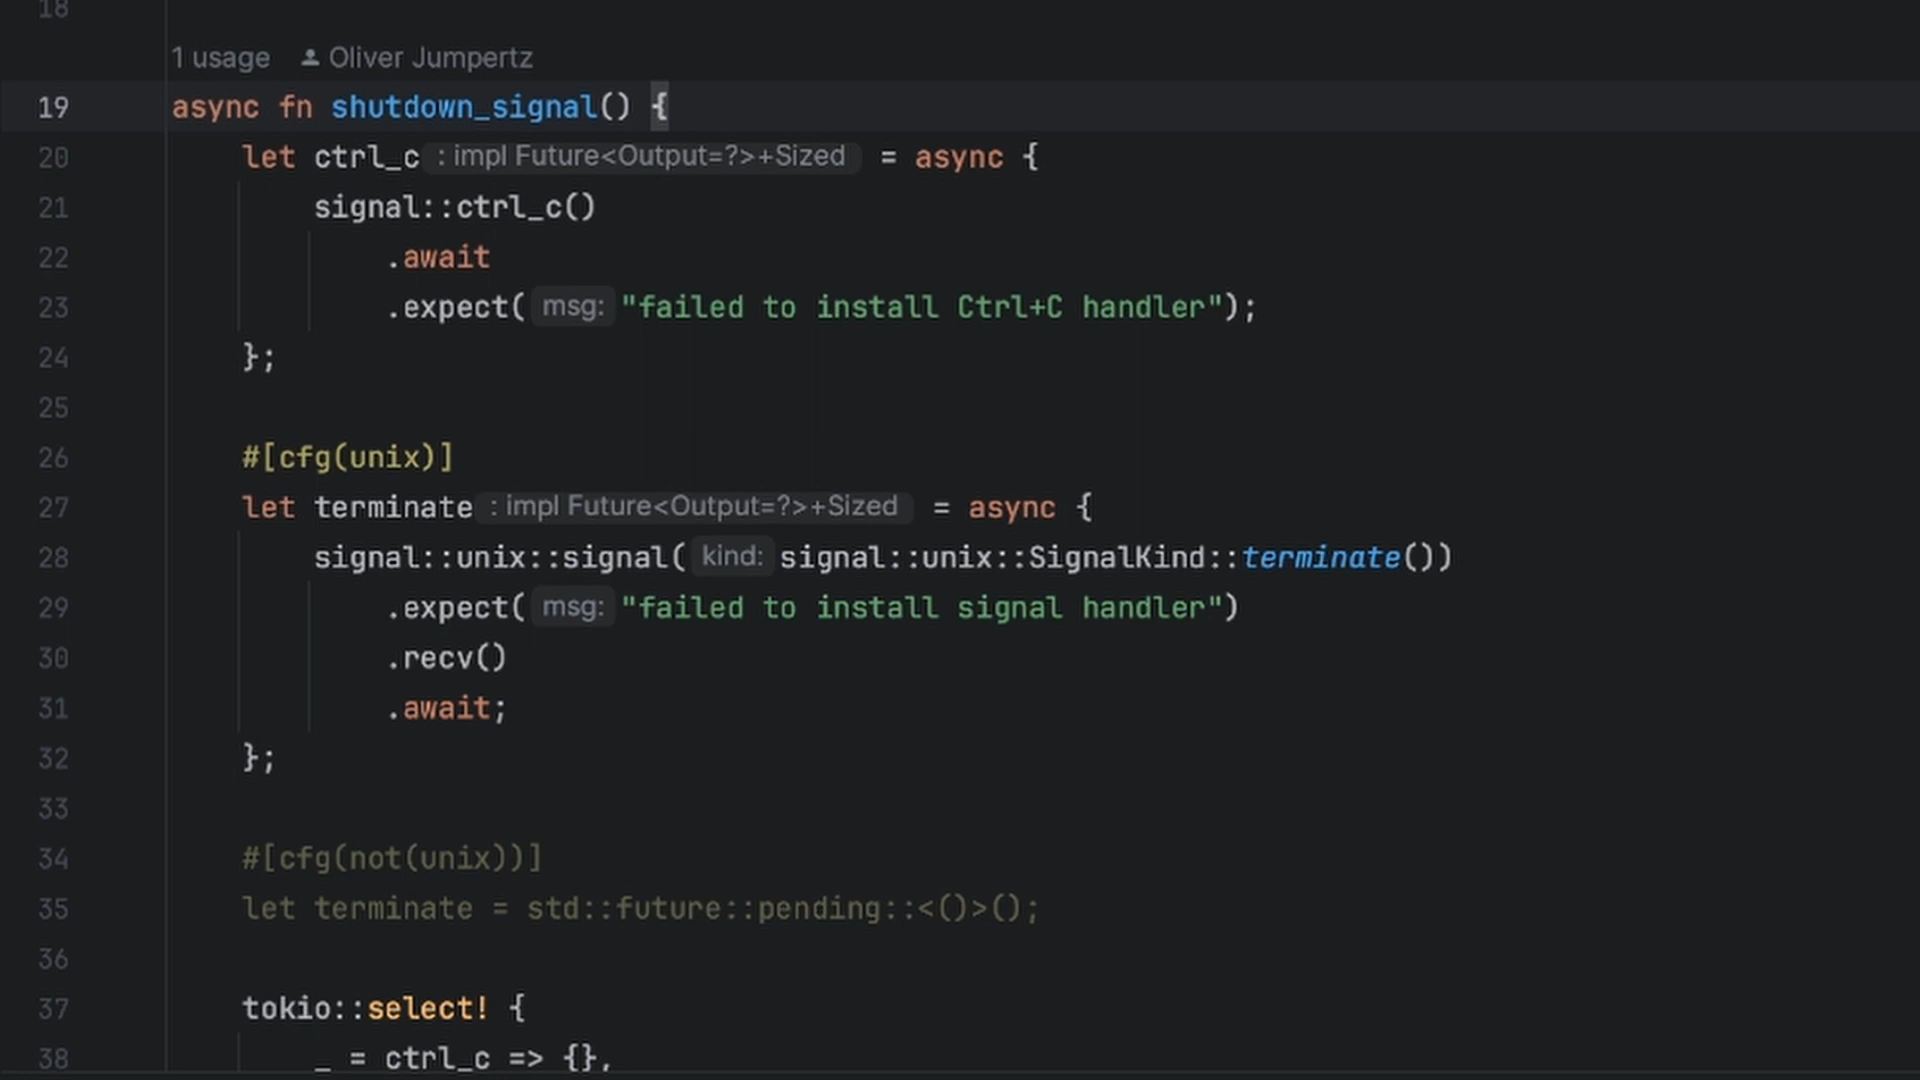 18
1 usage Oliver Jumpertz
19 async fn shutdown_signal() {
20 let ctrl_c : impl Future<Output=?>+Sized = async {
21 signal::ctrl_c()
22 .await
23 .expect( msg: "failed to install Ctrl+C handler");
24 };
25
26 #[cfg(unix)]
27 let terminate : impl Future<Output=?>+Sized = async {
28 signal::unix::signal( kind: signal::unix::SignalKind::terminate())
29 .expect( msg: "failed to install signal handler")
30 .recv()
31 .await;
32 };
33
34 #[cfg(not(unix))]
35 let terminate = std::future::pending::<()>();
36
37 tokio::select! {
38 _ = ctrl_c => {},